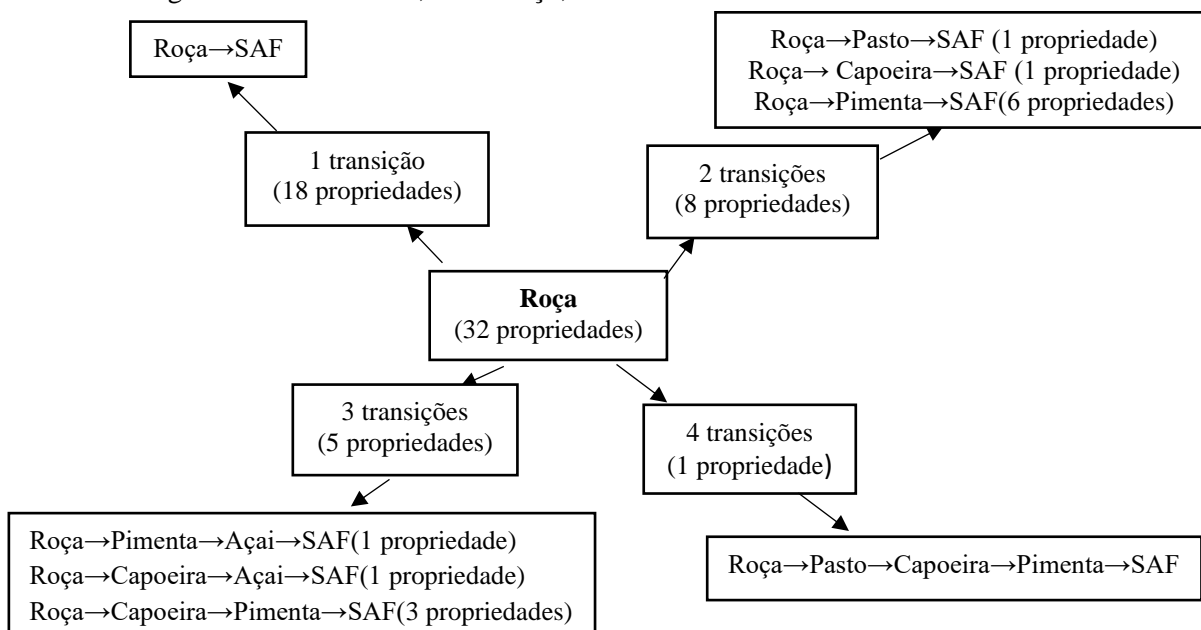 Roça→SAF
Roça→Pasto→SAF (1 propriedade)
Roça→ Capoeira→SAF (1 propriedade)
Roça→Pimenta→SAF(6 propriedades)
1 transição
(18 propriedades)
2 transições
(8 propriedades)
Roça
(32 propriedades)
3 transições
(5 propriedades)
4 transições
(1 propriedade)
Roça→Pimenta→Açai→SAF(1 propriedade)
Roça→Capoeira→Açai→SAF(1 propriedade)
Roça→Capoeira→Pimenta→SAF(3 propriedades)
Roça→Pasto→Capoeira→Pimenta→SAF